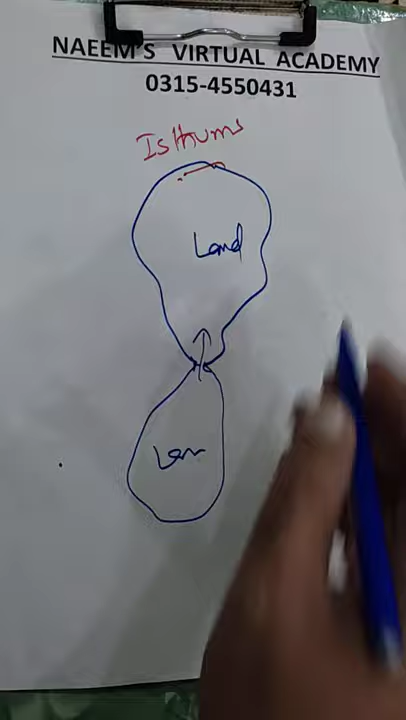 NAEEM'S VIRTUAL ACADEMY
0315-4550431
Isthums
Land
Lan